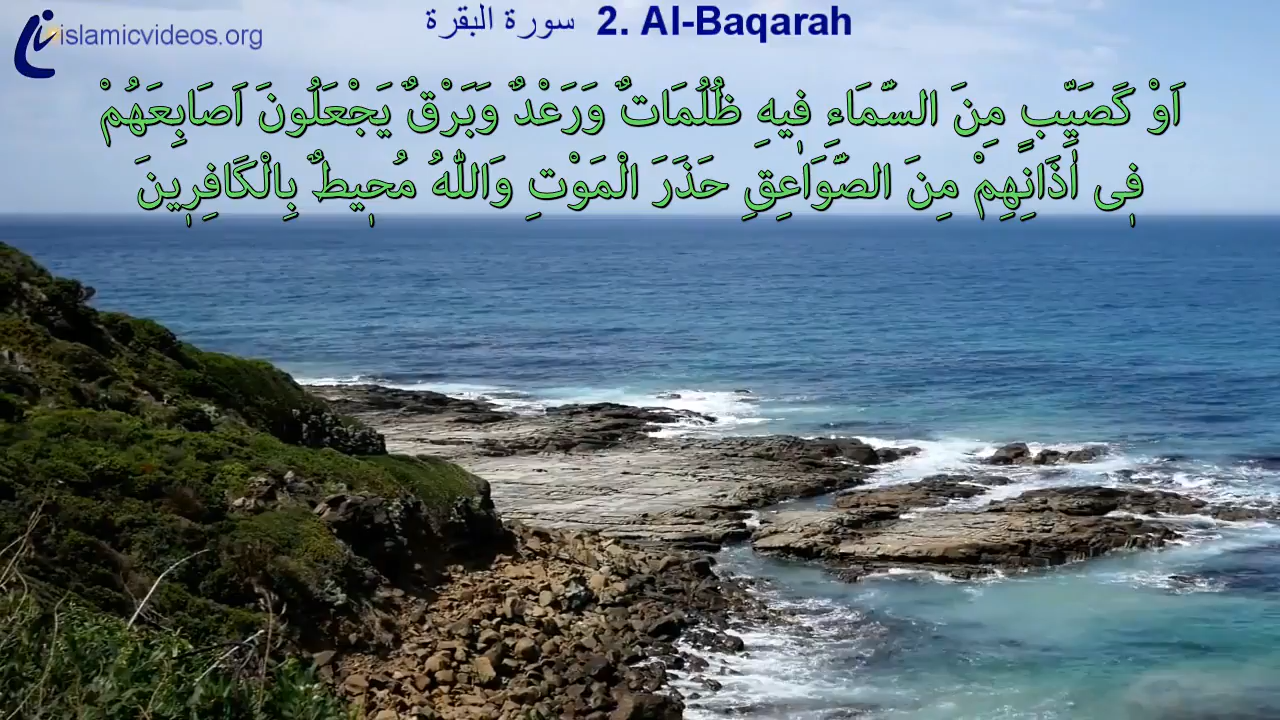 islamicvideos.org
سورة البقرة 2. Al-Baqarah
اَوْ كَصَيِّبٍ مِنَ السَّمَاءِ فٖيهِ ظُلُمَاتٌ وَرَعْدٌ وَبَرْقٌ يَجْعَلُونَ اَصَابِعَهُمْ
فٖى اٰذَانِهِمْ مِنَ الصَّوَاعِقِ حَذَرَ الْمَوْتِ وَاللّٰهُ مُحٖيطٌ بِالْكَافِرٖينَ